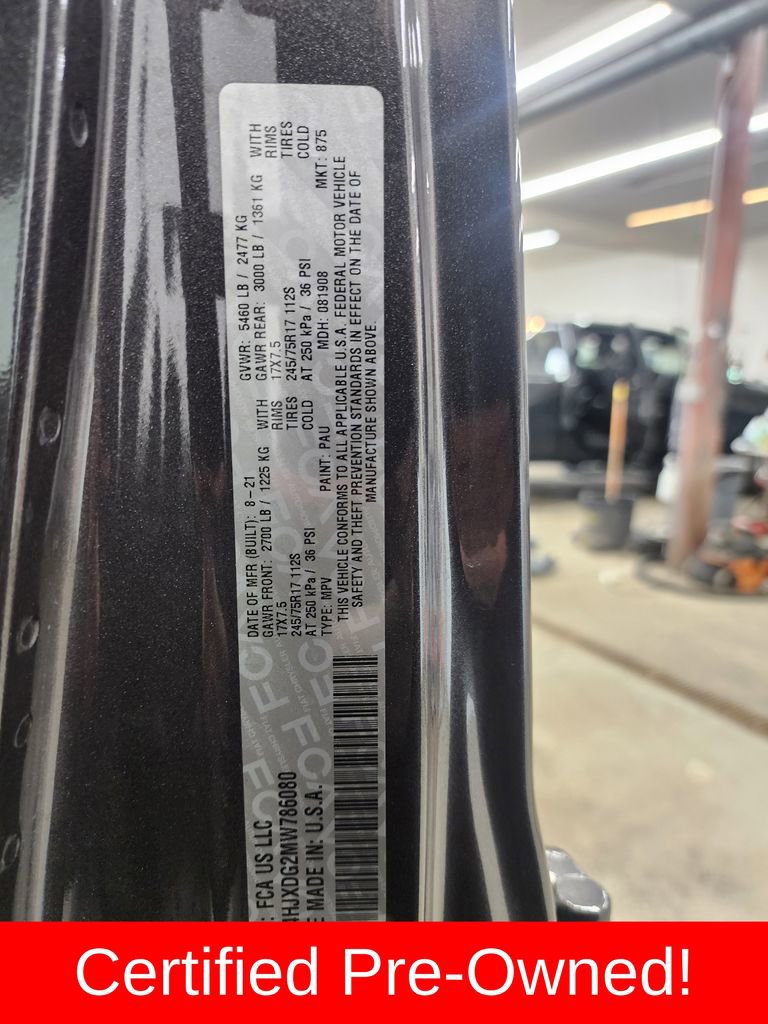 : FCA US LLC
DATE OF MFR (BUILT): 8-21
GVWR: 5460 LB / 2477 KG
GAWR FRONT: 2700 LB / 1225 KG WITH
GAWR REAR: 3000 LB / 1361 KG WITH
17X7.5 RIMS
17X7.5 RIMS
245/75R17 112S TIRES
245/75R17 112S TIRES
AT 250 kPa / 36 PSI COLD
AT 250 kPa / 36 PSI COLD
TYPE: MPV PAINT: PAU MDH: 081908 MKT: 875
THIS VEHICLE CONFORMS TO ALL APPLICABLE U.S.A. FEDERAL MOTOR VEHICLE
SAFETY AND THEFT PREVENTION STANDARDS IN EFFECT ON THE DATE OF
MANUFACTURE SHOWN ABOVE.
4HJXDG2MW786080
E MADE IN: U.S.A.
Certified Pre-Owned!